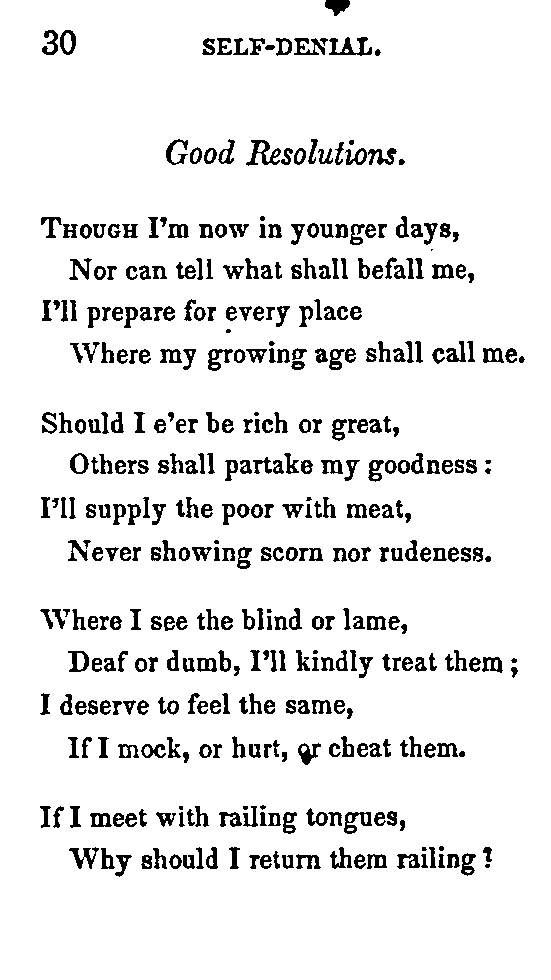 30 SELF-DENIAL.
Good Resolutions.
THOUGH I'm now in younger days,
Nor can tell what shall befall me,
I'll prepare for every place
Where my growing age shall call me.
Should I e'er be rich or great,
Others shall partake my goodness :
I'll supply the poor with meat,
Never showing scorn nor rudeness.
Where I see the blind or lame,
Deaf or dumb, I'll kindly treat them ;
I deserve to feel the same,
If I mock, or hurt, or cheat them.
If I meet with railing tongues,
Why should I return them railing ?